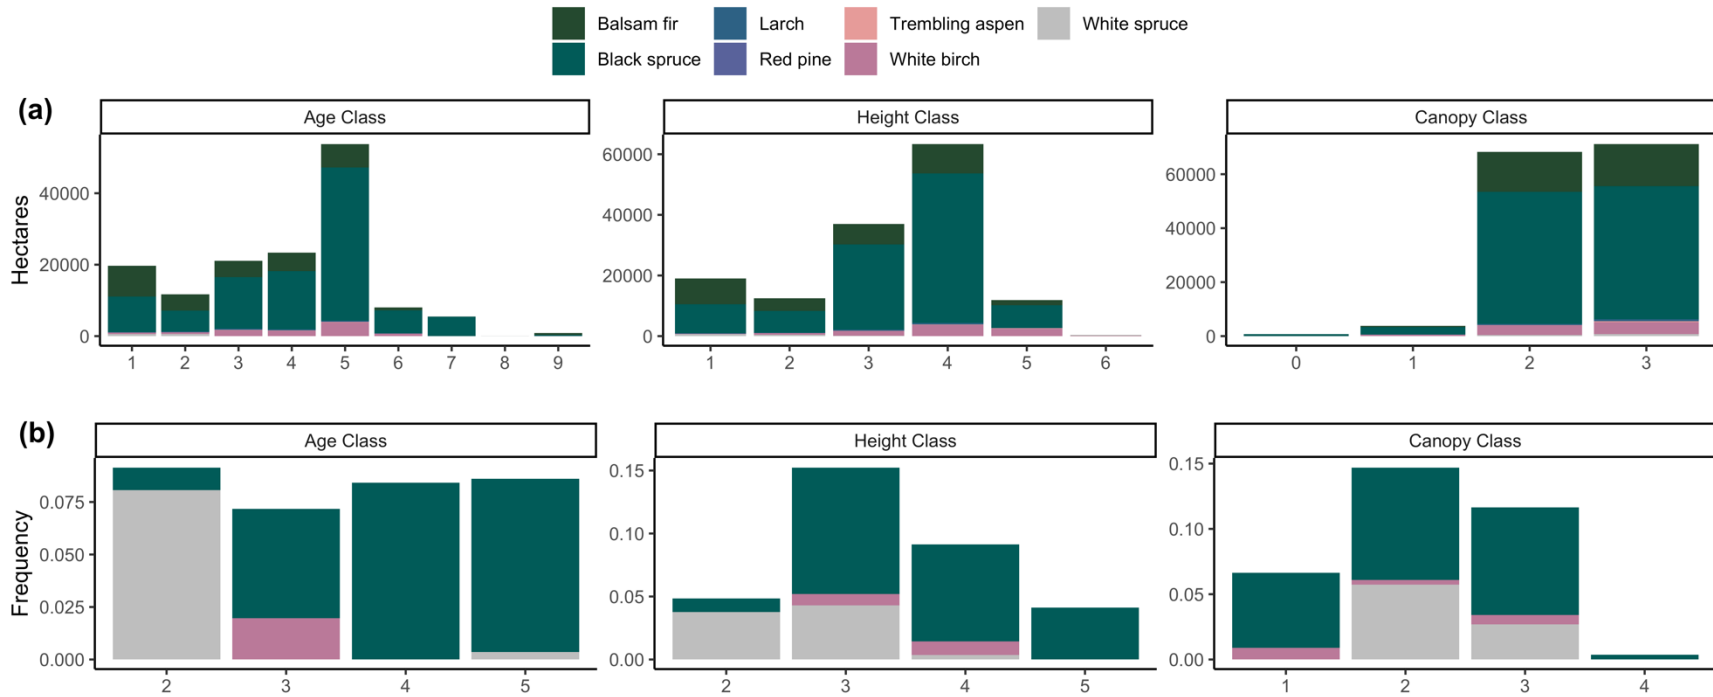 Balsam fir
Larch
Trembling aspen
White spruce
Black spruce
Red pine
White birch
(a)
Age Class
Height Class
Canopy Class
Hectares
40000
20000
0
60000
40000
20000
0
60000
40000
20000
0
1 2 3 4 5 6 7 8 9
1 2 3 4 5 6
0 1 2 3
(b)
Age Class
Height Class
Canopy Class
Frequency
0.075
0.050
0.025
0.000
0.15
0.10
0.05
0.00
0.15
0.10
0.05
0.00
2 3 4 5
2 3 4 5
1 2 3 4